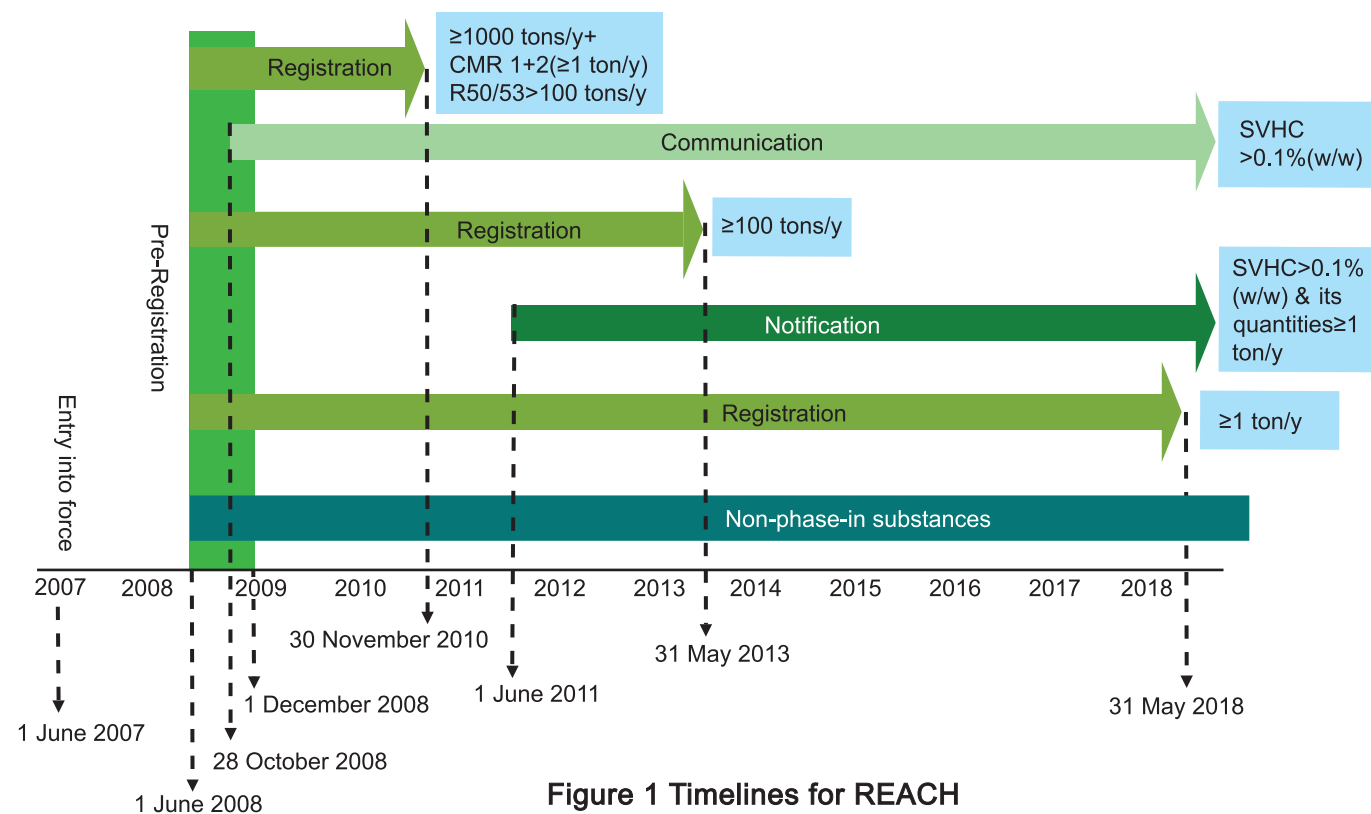 ≥1000 tons/y+
CMR 1+2(≥1 ton/y)
R50/53>100 tons/y
Registration
Communication
SVHC
>0.1%(w/w)
Registration
≥100 tons/y
Pre-Registration
Notification
SVHC>0.1%
(w/w) & its
quantities≥1
ton/y
Registration
≥1 ton/y
Entry into force
Non-phase-in substances
2007 2008 2009 2010 2011 2012 2013 2014 2015 2016 2017 2018
30 November 2010
31 May 2013
1 June 2011
1 December 2008
31 May 2018
1 June 2007
28 October 2008
1 June 2008
Figure 1 Timelines for REACH